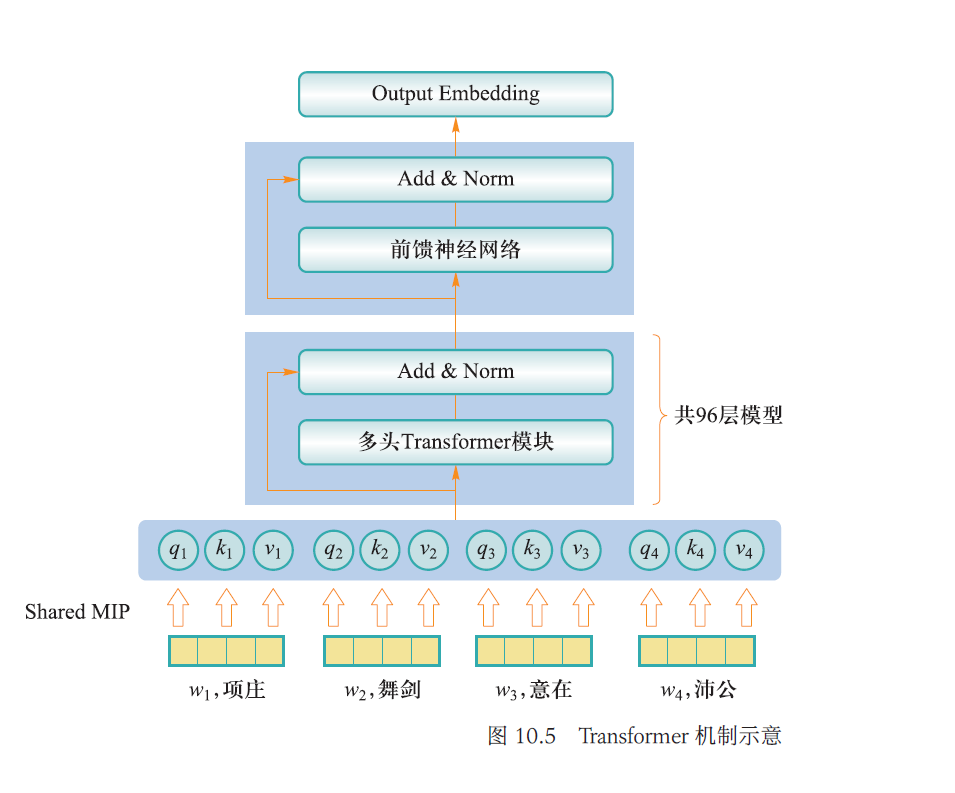 Output Embedding
Add & Norm
前馈神经网络
Add & Norm
多头Transformer模块
共96层模型
q1 k1 v1 q2 k2 v2 q3 k3 v3 q4 k4 v4
Shared MIP
w1,项庄 w2,舞剑 w3,意在 w4,沛公
图 10.5 Transformer 机制示意